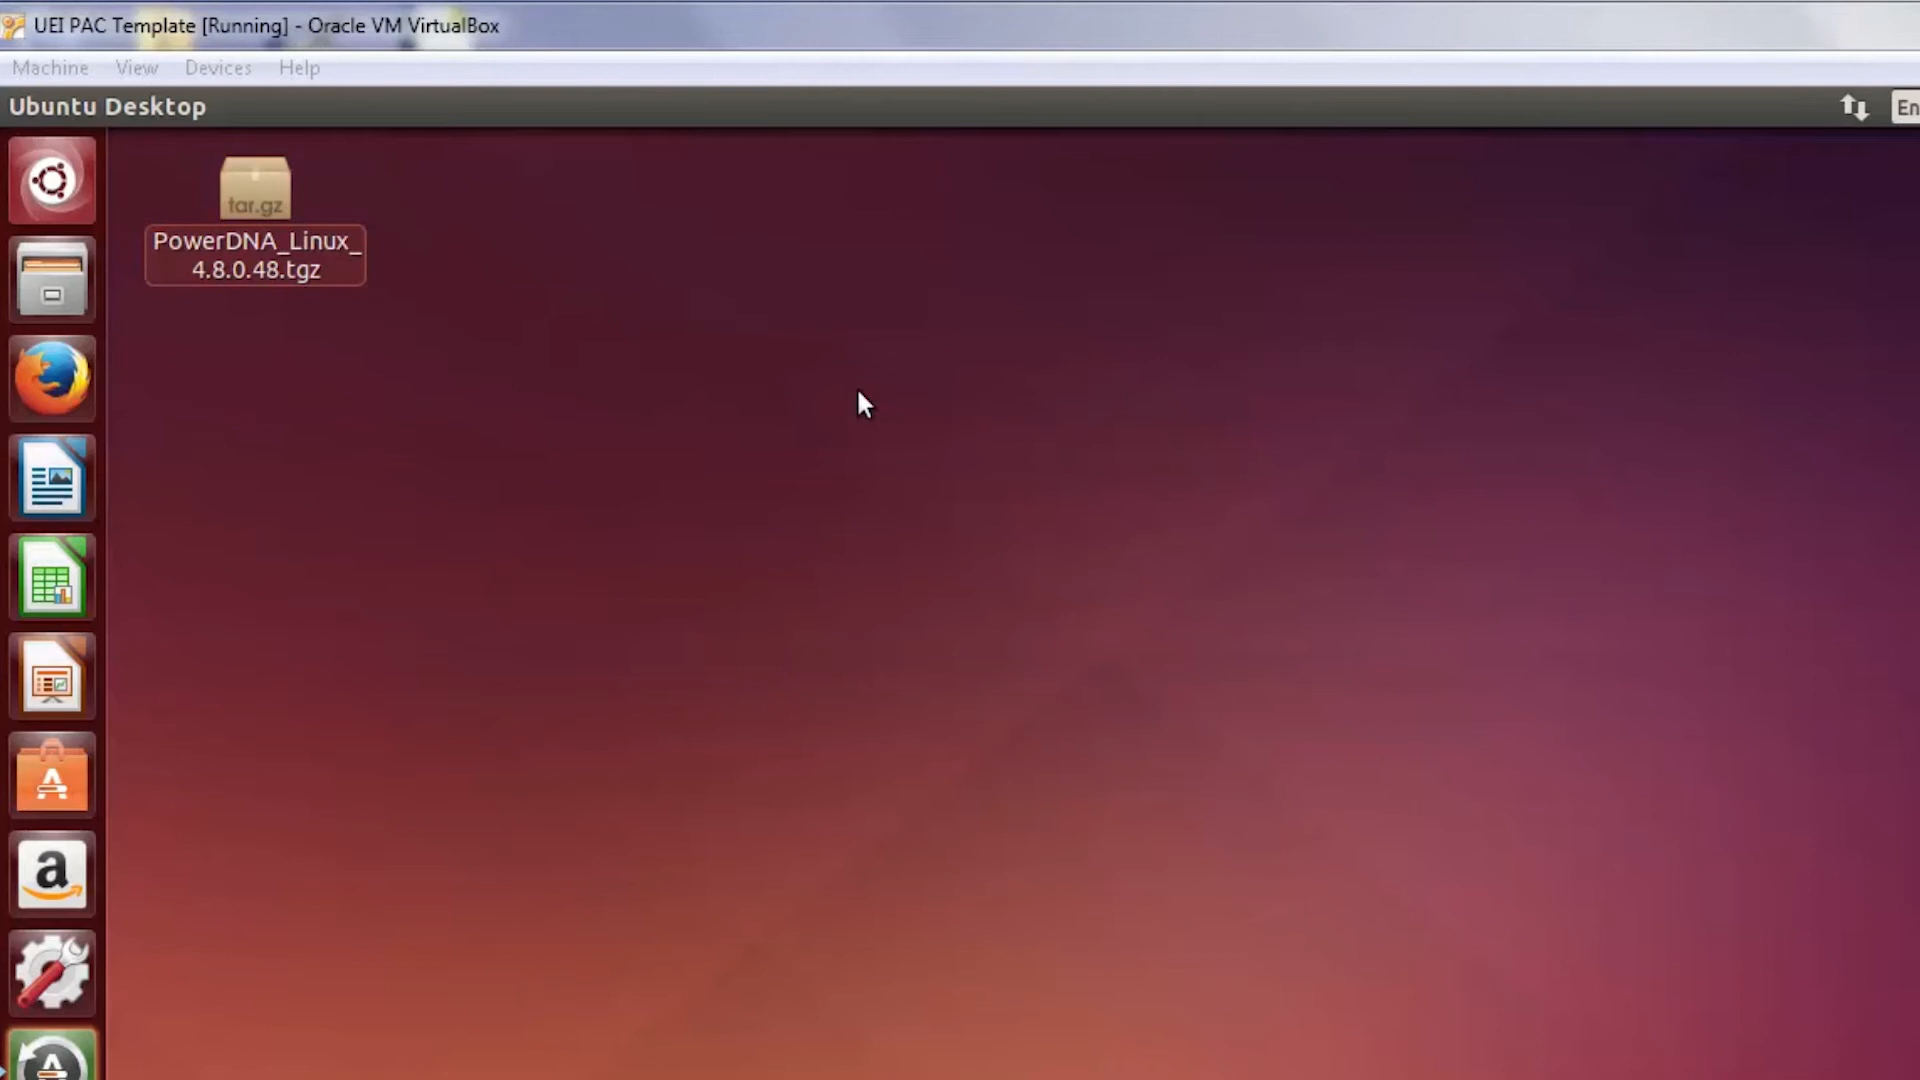 UEI PAC Template [Running] - Oracle VM VirtualBox
Machine View Devices Help
Ubuntu Desktop
En
tar.gz
PowerDNA_Linux_
4.8.0.48.tgz